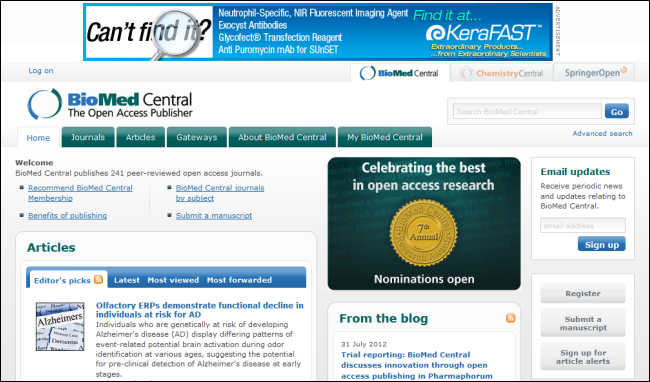 Can't find it?
Neutrophil-Specific, NIR Fluorescent Imaging Agent
Exocyst Antibodies
Glycofect® Transfection Reagent
Anti Puromycin mAb for SUnSET
Find it at...
KeraFAST
Extraordinary Products...
...from Extraordinary Scientists
ADVERTISEMENT
Log on
BioMed Central
ChemistryCentral
SpringerOpen
BioMed Central
The Open Access Publisher
Search BioMed Central
Go
Advanced search
Home
Journals
Articles
Gateways
About BioMed Central
My BioMed Central
Welcome
BioMed Central publishes 241 peer-reviewed open access journals.
Recommend BioMed Central
Membership
Benefits of publishing
BioMed Central journals
by subject
Submit a manuscript
Celebrating the best
in open access research
BioMed Central
7th
Annual
Research Awards
Nominations open
Email updates
Receive periodic news
and updates relating to
BioMed Central.
email address
Sign up
Articles
Editor's picks
Latest
Most viewed
Most forwarded
Alzheimers
Olfactory ERPs demonstrate functional decline in
individuals at risk for AD
Individuals who are genetically at risk of developing
Alzheimer's disease (AD) display differing patterns of
event-related potential brain activation during odor
identification at various ages, suggesting the potential
for pre-clinical detection of Alzheimer's disease at early
stages.
From the blog
31 July 2012
Trial reporting: BioMed Central
discusses innovation through open
access publishing in Pharmaphorum
Register
Submit a
manuscript
Sign up for
article alerts